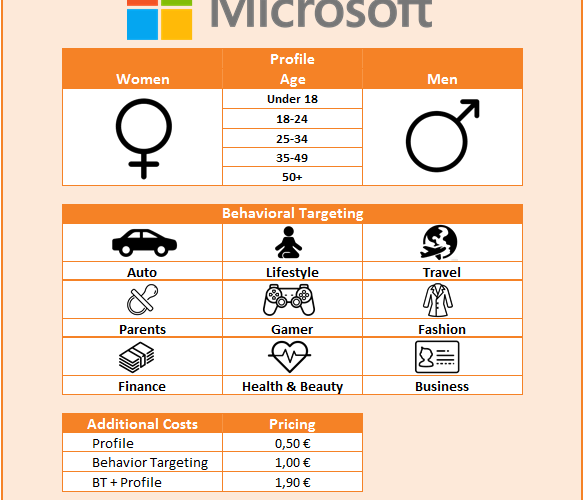 Microsoft
Profile
Women Age Men
Under 18
18-24
25-34
35-49
50+
Behavioral Targeting
Auto Lifestyle Travel
Parents Gamer Fashion
Finance Health & Beauty Business
Additional Costs Pricing
Profile 0,50 €
Behavior Targeting 1,00 €
BT + Profile 1,90 €